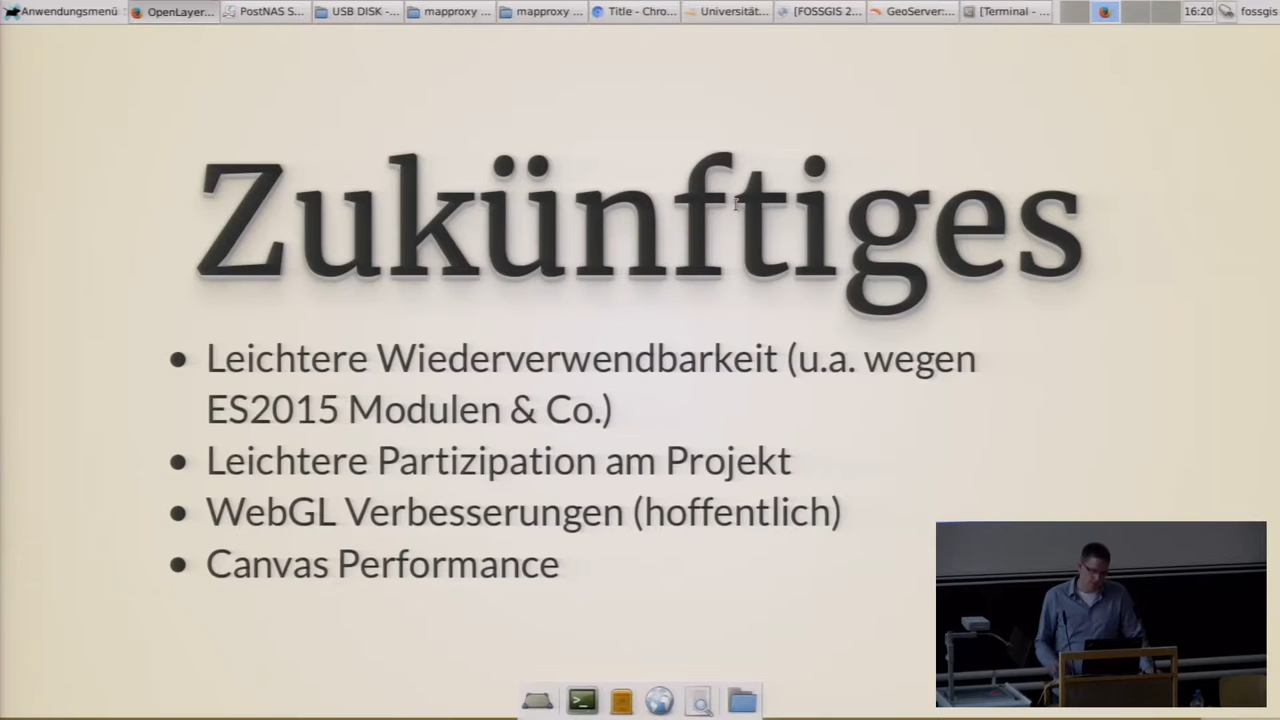 Anwendungsmenü
OpenLayer...
PostNAS S...
USB DISK -...
mapproxy ...
mapproxy ...
Title - Chro...
Universität...
[FOSSGIS 2...
GeoServer:...
[Terminal - ...
16:20
fossgis
Zukünftiges
• Leichtere Wiederverwendbarkeit (u.a. wegen
ES2015 Modulen & Co.)
• Leichtere Partizipation am Projekt
• WebGL Verbesserungen (hoffentlich)
• Canvas Performance